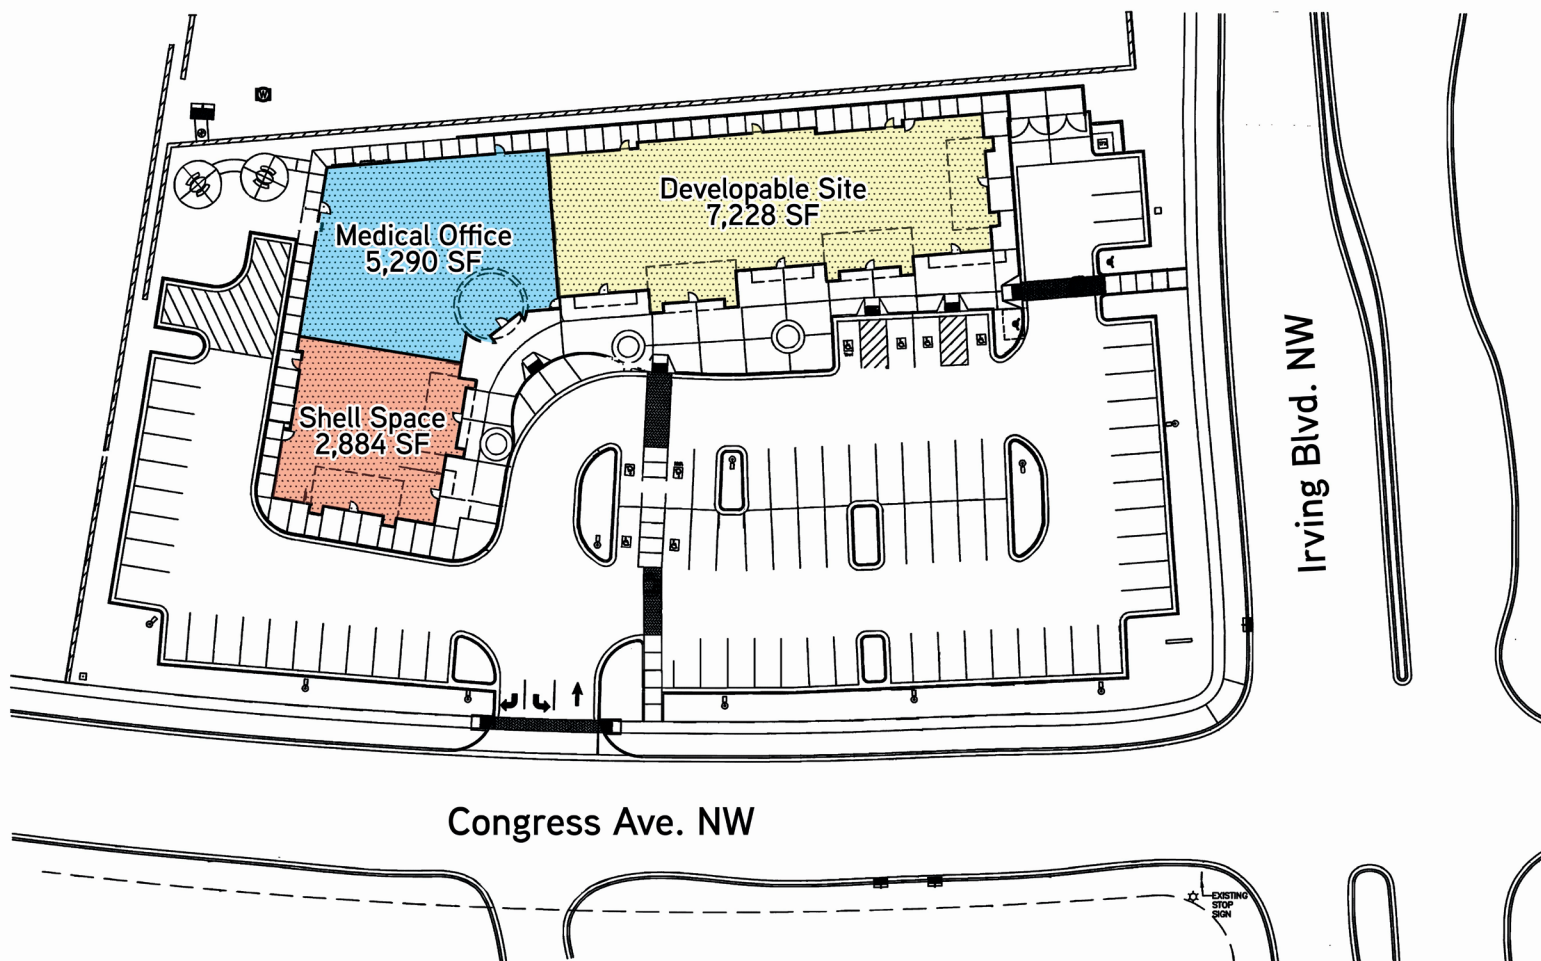 Developable Site
7,228 SF
Medical Office
5,290 SF
Shell Space
2,884 SF
Irving Blvd. NW
Congress Ave. NW
EXISTING
STOP
SIGN